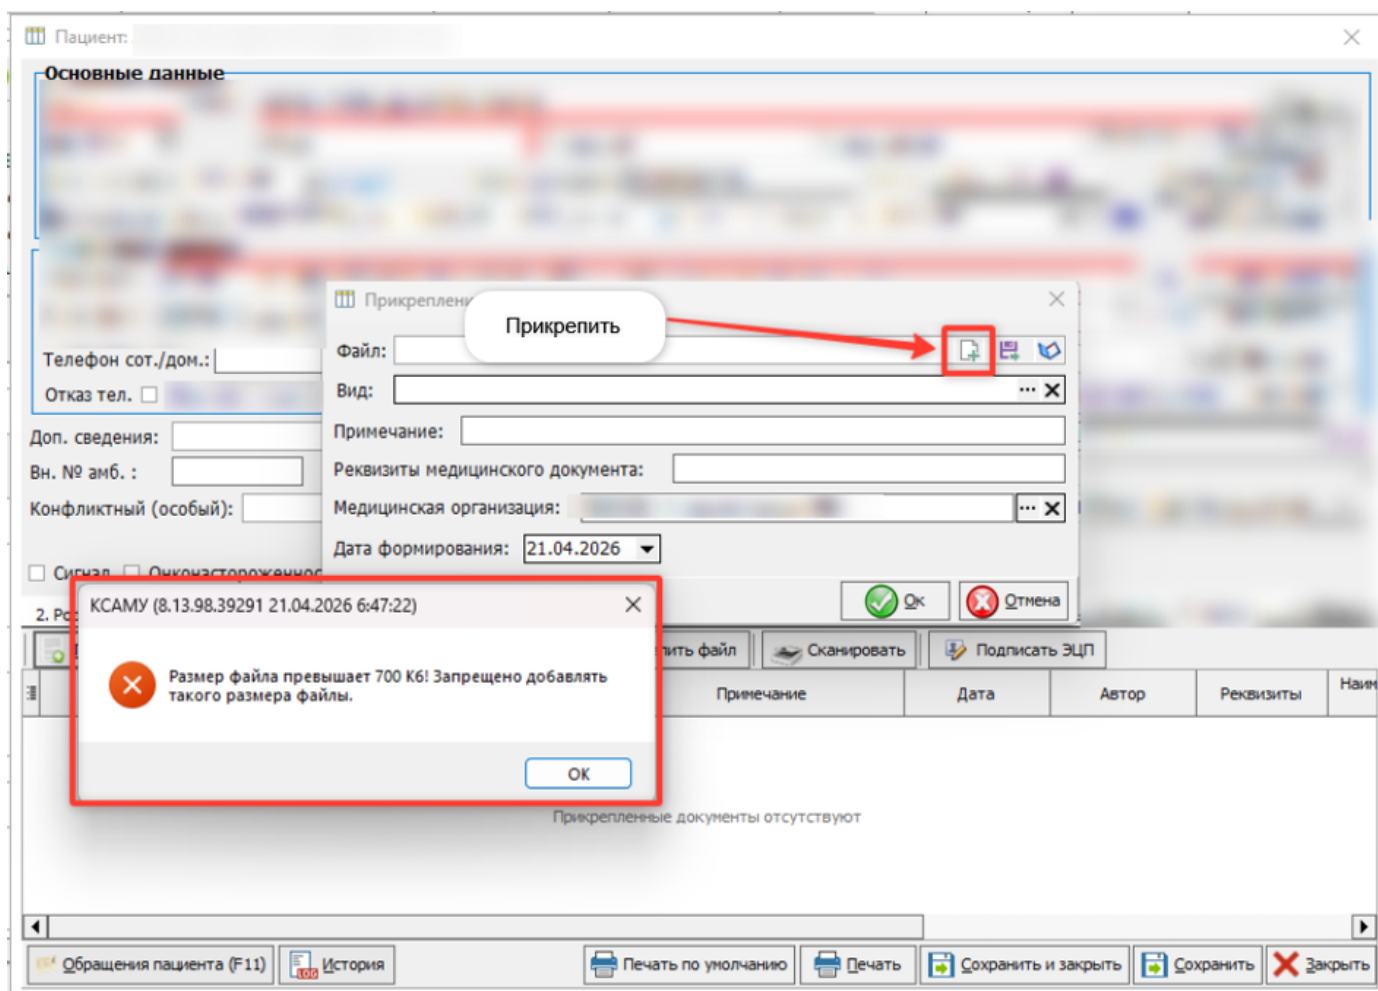 Пациент:
Основные данные
Прикреплени
Прикрепить
Файл:
Телефон сот./дом.:
Вид:
Отказ тел.
Примечание:
Доп. сведения:
Реквизиты медицинского документа:
Вн. № амб. :
Медицинская организация:
Конфликтный (особый):
Дата формирования: 21.04.2026
Сигнал Онконастороженнос
Ок Отмена
КСАМУ (8.13.98.39291 21.04.2026 6:47:22)
2. Ро
Размер файла превышает 700 Кб! Запрещено добавлять
такого размера файлы.
ОК
пить файл Сканировать Подписать ЭЦП
Примечание Дата Автор Реквизиты Наим
Прикрепленные документы отсутствуют
Обращения пациента (F11) История Печать по умолчанию Печать Сохранить и закрыть Сохранить Закрыть